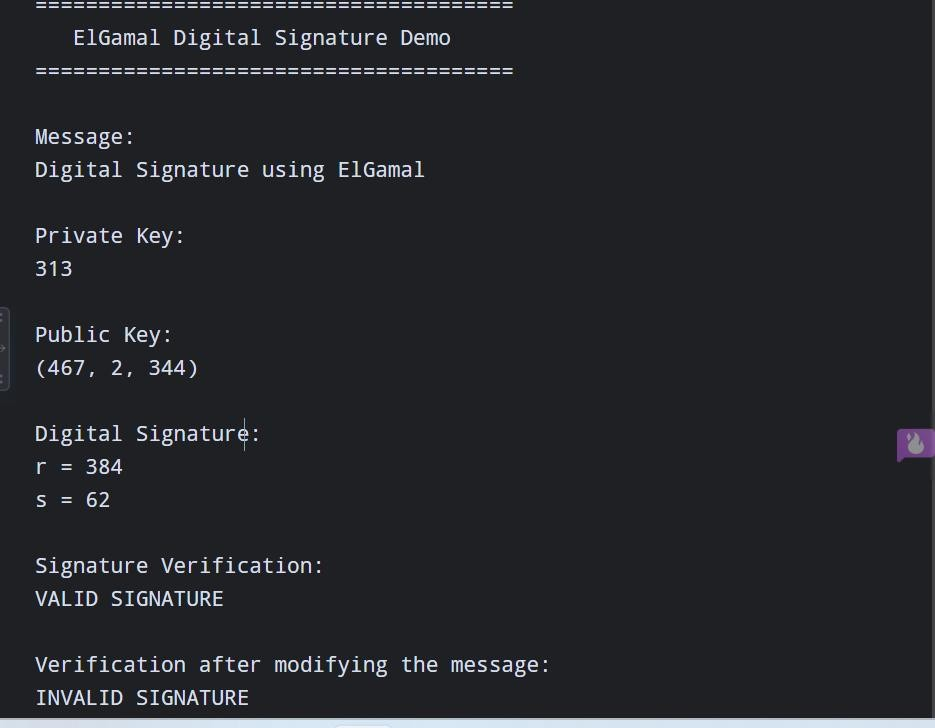 ======================================
ElGamal Digital Signature Demo
======================================
Message:
Digital Signature using ElGamal
Private Key:
313
Public Key:
(467, 2, 344)
Digital Signature:
r = 384
s = 62
Signature Verification:
VALID SIGNATURE
Verification after modifying the message:
INVALID SIGNATURE